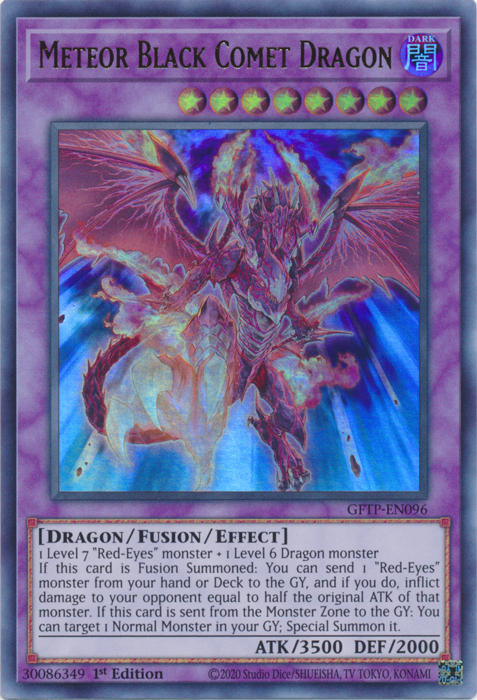 METEOR BLACK COMET DRAGON
DARK
闇
GFTP-EN096
[DRAGON/FUSION/EFFECT]
1 Level 7 "Red-Eyes" monster + 1 Level 6 Dragon monster
If this card is Fusion Summoned: You can send 1 "Red-Eyes"
monster from your hand or Deck to the GY, and if you do, inflict
damage to your opponent equal to half the original ATK of that
monster. If this card is sent from the Monster Zone to the GY: You
can target 1 Normal Monster in your GY; Special Summon it.
ATK/3500 DEF/2000
30086349 1st Edition ©2020 Studio Dice/SHUEISHA, TV TOKYO, KONAMI